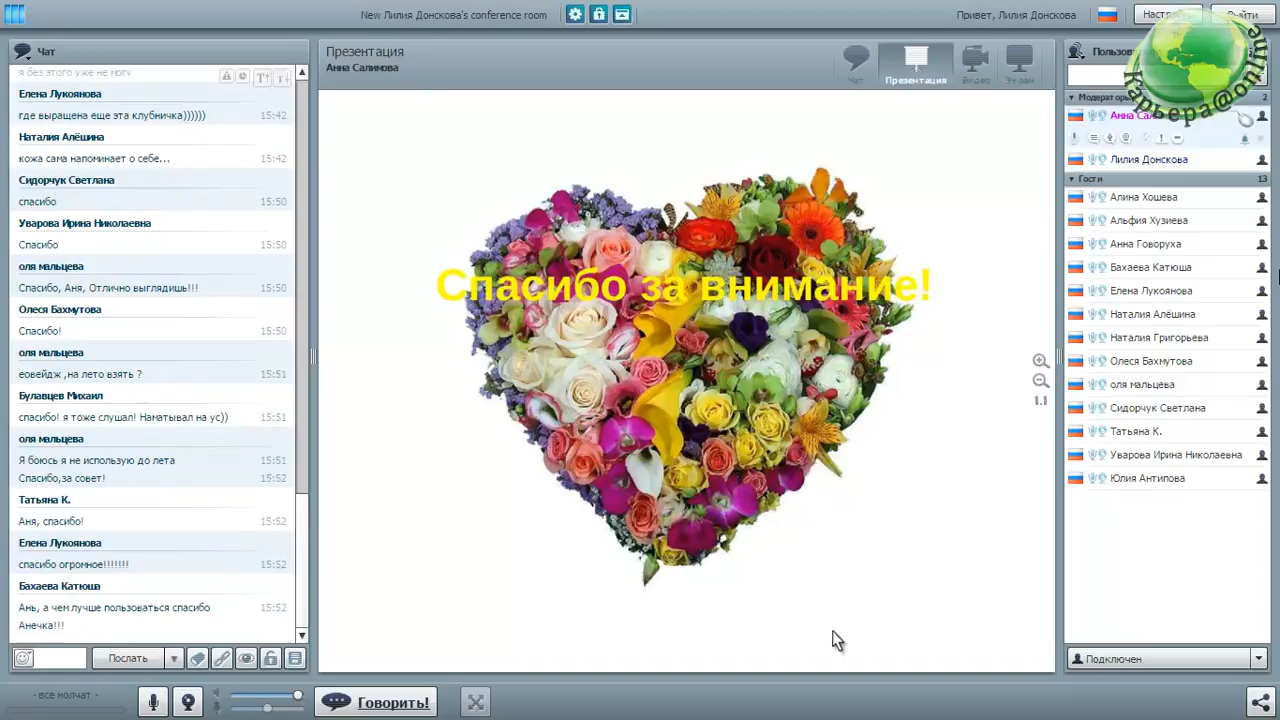 New Лилия Донскова's conference room
Привет, Лилия Донскова
Выйти
Чат
я без этого уже не могу
Елена Лукоянова
где выращена еще эта клубничка))))))
15:42
Наталия Алёшина
кожа сама напоминает о себе...
15:42
Сидорчук Светлана
спасибо
15:50
Уварова Ирина Николаевна
Спасибо
15:50
оля мальцева
Спасибо, Аня, Отлично выглядишь!!!
15:50
Олеся Бахмутова
Спасибо!
15:50
оля мальцева
еовейдж ,на лето взять ?
15:51
Булавцев Михаил
спасибо! я тоже слушал! Наматывал на ус))
15:51
оля мальцева
Я боюсь я не использую до лета
15:51
Спасибо,за совет!
15:52
Татьяна К.
Аня, спасибо!
15:52
Елена Лукоянова
спасибо огромное!!!!!!!
15:52
Бахаева Катюша
Ань, а чем лучше пользоваться спасибо
15:52
Анечка!!!
Послать
- все молчат -
Говорить!
Презентация
Анна Салимова
Чат
Презентация
Видео
Экран
Спасибо за внимание!
1.1
карьера@online
2
Лилия Донскова
Гости
13
Алина Хошева
Альфия Хузиева
Анна Говоруха
Бахаева Катюша
Елена Лукоянова
Наталия Алёшина
Наталия Григорьева
Олеся Бахмутова
оля мальцева
Сидорчук Светлана
Татьяна К.
Уварова Ирина Николаевна
Юлия Антипова
Подключен